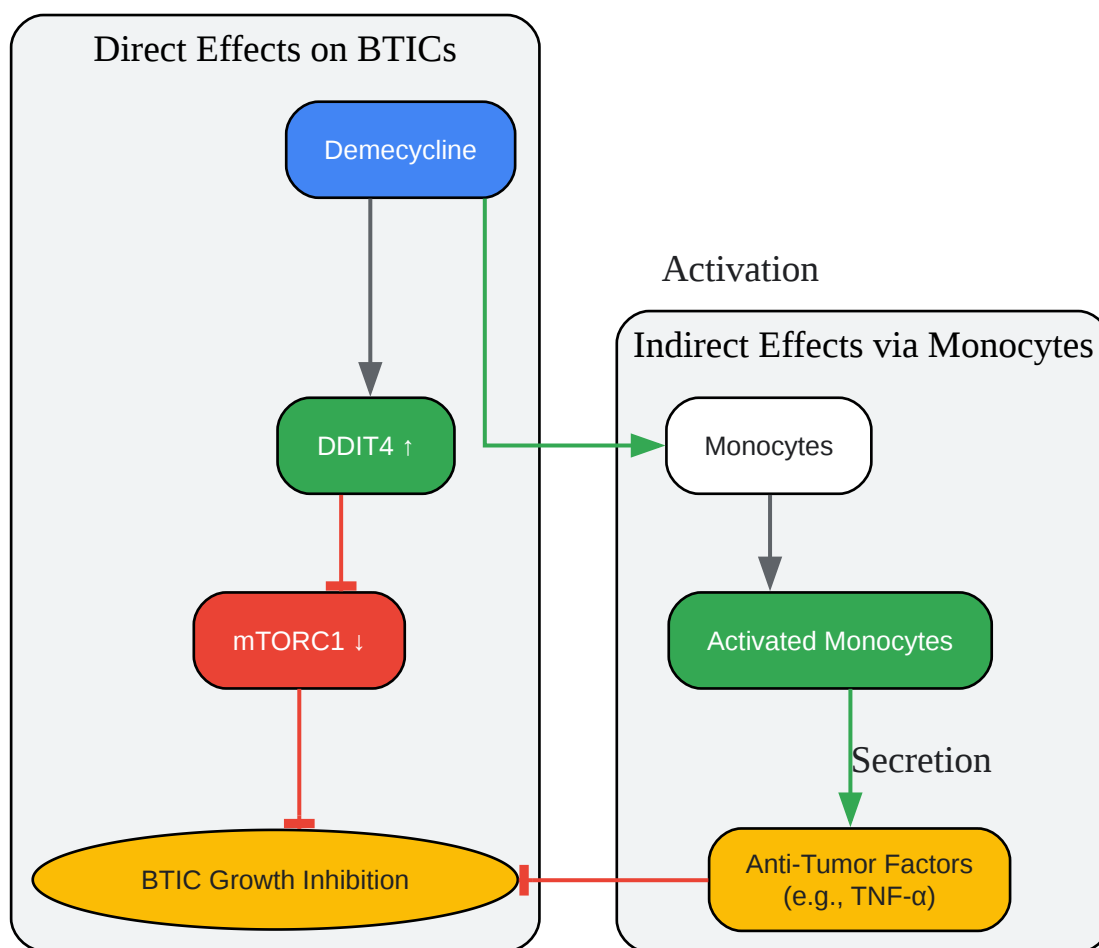 Direct Effects on BTICs
Demecycline
Activation
Indirect Effects via Monocytes
DDIT4 ↑
Monocytes
mTORC1 ↓
Activated Monocytes
Secretion
BTIC Growth Inhibition
Anti-Tumor Factors
(e.g., TNF-α)